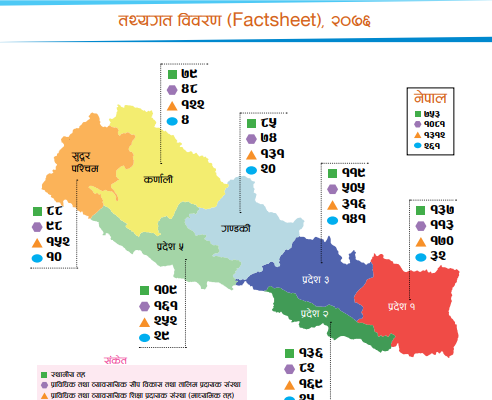 तथ्यगत विवरण (Factsheet), २०७६
७९
४८
१२२
४
नेपाल
७५३
१०८१
१३१२
२६१
८५
७४
१३१
२०
सुदूर
पश्चिम
कर्णाली
११९
५०५
३१६
१४१
८८
९८
१५२
१०
१३७
११३
१७०
३२
गण्डकी
प्रदेश ५
प्रदेश ३
प्रदेश १
प्रदेश २
१०९
१६१
२५२
२९
१३६
८२
१६९
२५
संकेत
स्थानीय तह
प्राविधिक तथा व्यावसायिक सीप विकास तथा तालिम प्रदायक संस्था
प्राविधिक तथा व्यावसायिक शिक्षा प्रदायक संस्था (माध्यमिक तह)